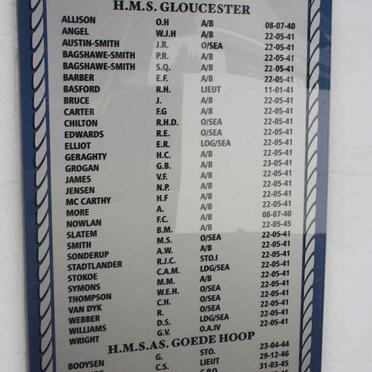 H.M.S. GLOUCESTER
ALLISON O.H A/B 08-07-40
ANGEL W.J.H A/B 22-05-41
AUSTIN-SMITH J.R. O/SEA 22-05-41
BAGSHAWE-SMITH P.R. A/B 22-05-41
BAGSHAWE-SMITH S.Q. A/B 22-05-41
BARBER E.F. A/B 22-05-41
BASFORD R.H. LIEUT 11-01-41
BRUCE J. A/B 22-05-41
CARTER F.G A/B 22-05-41
CHILTON R.H.D. O/SEA 22-05-41
EDWARDS R.E. O/SEA 22-05-41
ELLIOT E.R. LOG/SEA 22-05-41
GERAGHTY H.C. A/B 22-05-41
GROGAN G.B. A/B 23-05-41
JAMES V.F. A/B 22-05-41
JENSEN N.P. A/B 22-05-41
MC CARTHY H.F A/B 22-05-41
MORE A. A/B 22-05-41
NOWLAN F.C. A/B 08-07-40
SLATEM B.M. A/B 22-05-45
SMITH M.S. O/SEA 22-05-41
SONDERUP A.W. A/B 22-05-41
STADTLANDER R.J.C. STO.I 22-05-41
STOKOE C.A.M. LDG/SEA 22-05-41
SYMONS M.M. A/B 22-05-41
THOMPSON W.E.H. O/SEA 22-05-41
VAN DYK C.H. O/SEA 22-05-41
WEBBER R. O/SEA 22-05-41
WILLIAMS D.S. LDG/SEA 22-05-41
WRIGHT G.V. O.A.IV 22-05-41
H.M.S.AS. GOEDE HOOP
BOOYSEN G. STO. 23-04-44
C.S. LIEUT 29-12-46
C.P.O. 31-03-45